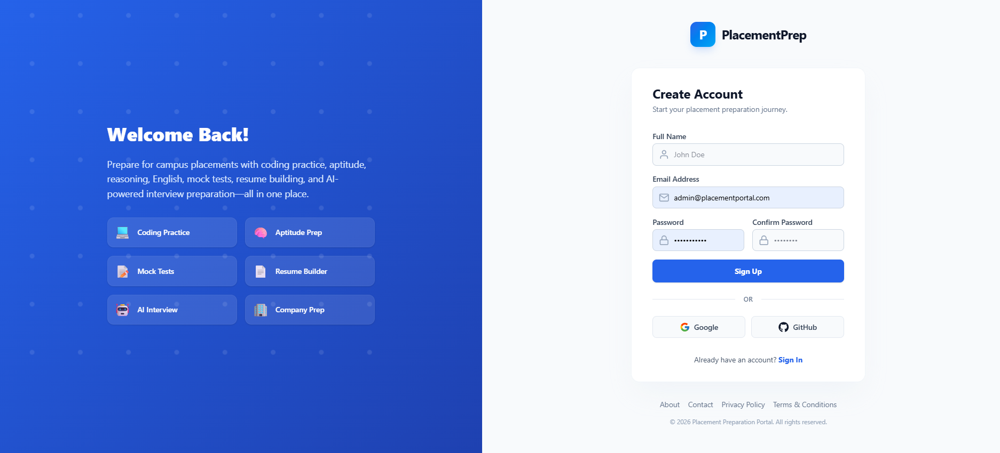 Welcome Back!
Prepare for campus placements with coding practice, aptitude,
reasoning, English, mock tests, resume building, and AI-
powered interview preparation—all in one place.
Coding Practice
Aptitude Prep
Mock Tests
Resume Builder
AI Interview
Company Prep
P PlacementPrep
Create Account
Start your placement preparation journey.
Full Name
John Doe
Email Address
admin@placementportal.com
Password
Confirm Password
•••••••••••
••••••••
Sign Up
OR
Google
GitHub
Already have an account? Sign In
About Contact Privacy Policy Terms & Conditions
© 2026 Placement Preparation Portal. All rights reserved.